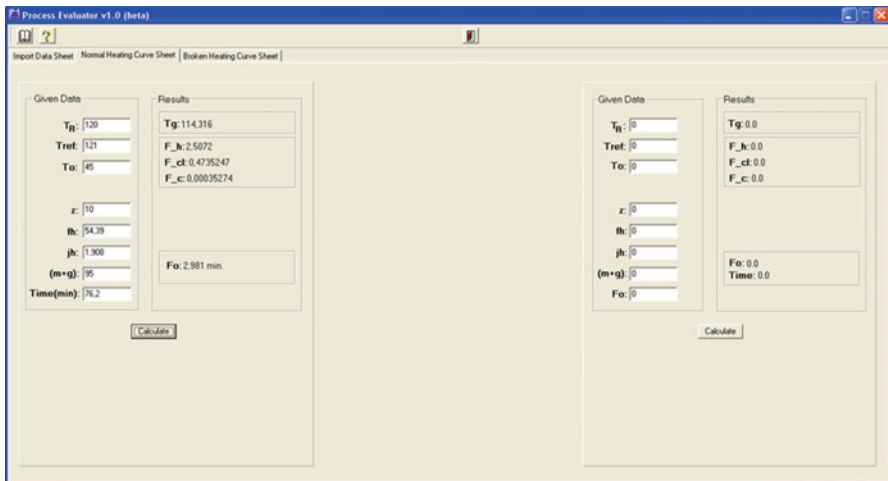 Process Evaluator v1.0 (beta)
Import Data Sheet Normal Heating Curve Sheet Broken Heating Curve Sheet
Given Data
TR: 120
Tref: 121
To: 45
z: 10
fh: 54,39
jh: 1,908
(m+g): 95
Time(min): 76,2
Results
Tg: 114,316
F_h: 2,5072
F_cl: 0,4735247
F_c: 0,00035274
Fo: 2,981 min.
Calculate
Given Data
TR: 0
Tref: 0
To: 0
z: 0
fh: 0
jh: 0
(m+g): 0
Fo: 0
Results
Tg: 0.0
F_h: 0.0
F_cl: 0.0
F_c: 0.0
Fo: 0.0
Time: 0.0
Calculate